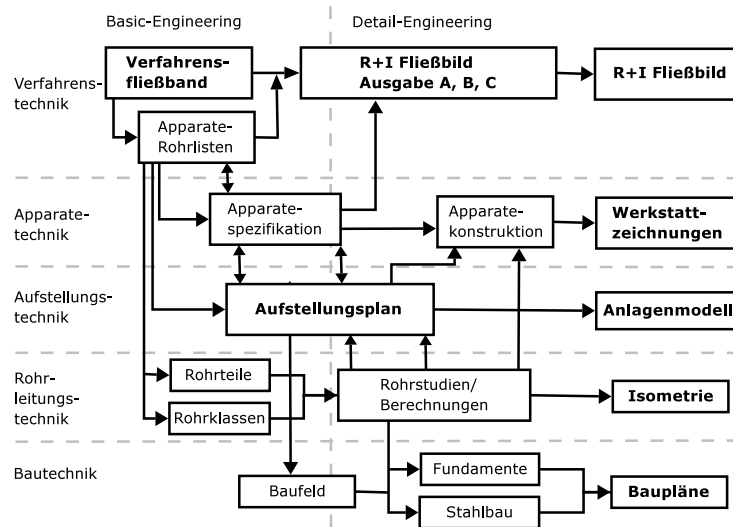 Basic-Engineering
Detail-Engineering
Verfahrens-
technik
Verfahrens-
fließband
R+I Fließbild
Ausgabe A, B, C
R+I Fließbild
Apparate-
Rohrlisten
Apparate-
technik
Apparate-
spezifikation
Apparate-
konstruktion
Werkstatt-
zeichnungen
Aufstellungs-
technik
Aufstellungsplan
Anlagenmodell
Rohr-
leitungs-
technik
Rohrteile
Rohrklassen
Rohrstudien/
Berechnungen
Isometrie
Bautechnik
Baufeld
Fundamente
Stahlbau
Baupläne